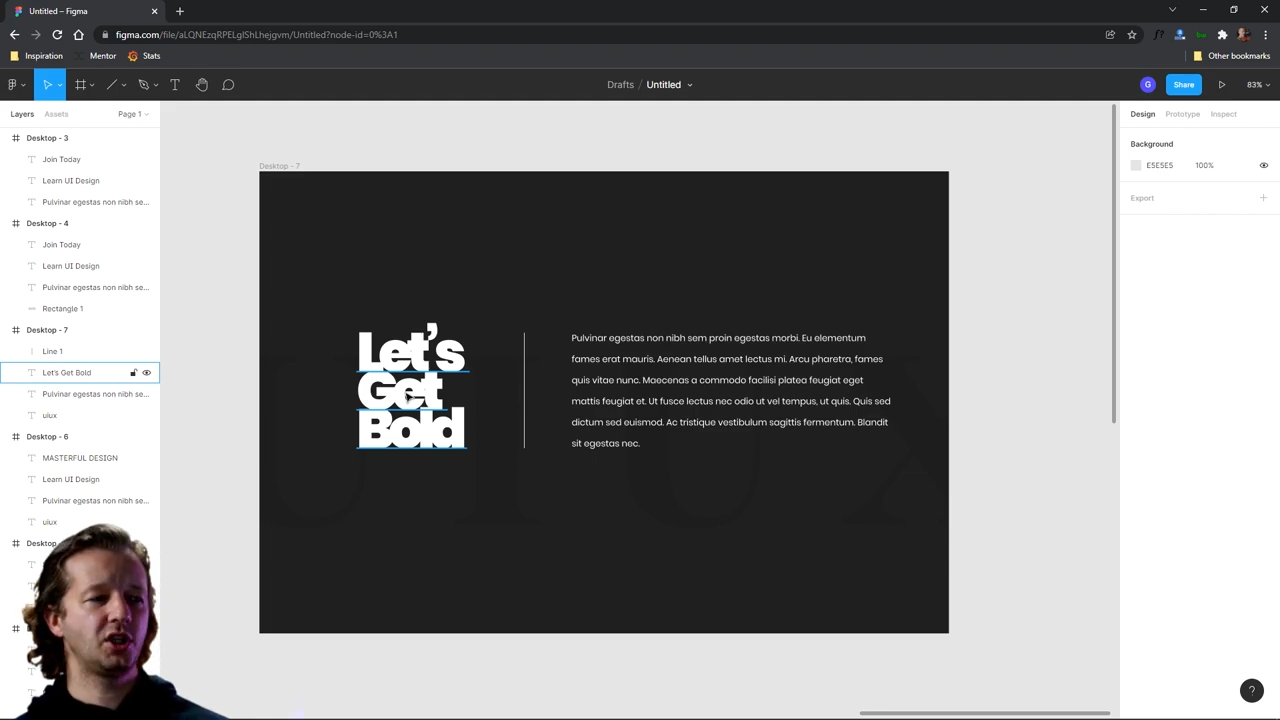 Untitled – Figma
figma.com/file/aLQNEzqRPELgIShLhejgvm/Untitled?node-id=0%3A1
Inspiration
Mentor
Stats
Other bookmarks
Drafts / Untitled
G
Share
83%
Layers
Assets
Page 1
Desktop - 3
Join Today
Learn UI Design
Pulvinar egestas non nibh se...
Desktop - 4
Join Today
Learn UI Design
Pulvinar egestas non nibh se...
Rectangle 1
Desktop - 7
Line 1
Let's Get Bold
Pulvinar egestas non nibh se...
uiux
Desktop - 6
MASTERFUL DESIGN
Learn UI Design
Pulvinar egestas non nibh se...
uiux
Desktop - 7
Let's
Get
Bold
Pulvinar egestas non nibh sem proin egestas morbi. Eu elementum
fames erat mauris. Aenean tellus amet lectus mi. Arcu pharetra, fames
quis vitae nunc. Maecenas a commodo facilisi platea feugiat eget
mattis feugiat et. Ut fusce lectus nec odio ut vel tempus, ut quis. Quis sed
dictum sed euismod. Ac tristique vestibulum sagittis fermentum. Blandit
sit egestas nec.
UIUX
Design
Prototype
Inspect
Background
E5E5E5
100%
Export
?